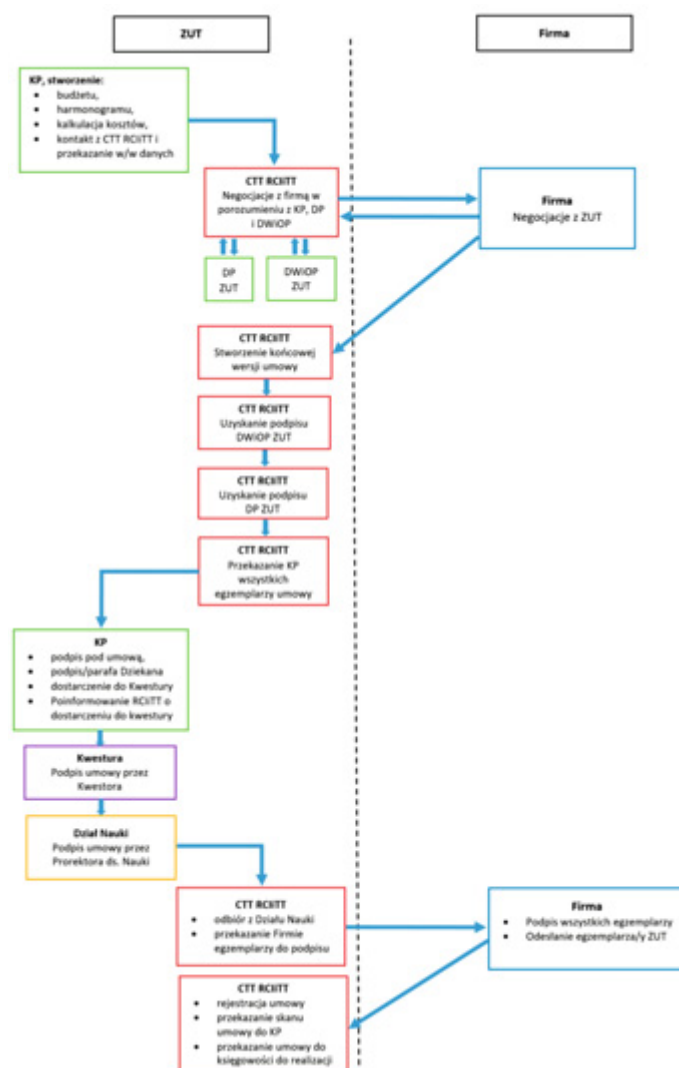 ZUT
Firma
KP, stworzenie:
• budżetu,
• harmonogramu,
• kalkulacja kosztów,
• kontakt z CTT RCIiTT i
przekazanie w/w danych
CTT RCIiTT
Negocjacje z firmą w
porozumieniu z KP, DP
i DWiOP
Firma
Negocjacje z ZUT
DP
ZUT
DWiOP
ZUT
CTT RCIiTT
Stworzenie końcowej
wersji umowy
CTT RCIiTT
Uzyskanie podpisu
DWiOP ZUT
CTT RCIiTT
Uzyskanie podpisu
DP ZUT
CTT RCIiTT
Przekazanie KP
wszystkich
egzemplarzy umowy
KP
• podpis pod umową,
• podpis/parafa Dziekana
• dostarczenie do Kwestury
• Poinformowanie RCIiTT o
dostarczeniu do kwestury
Kwestura
Podpis umowy przez
Kwestora
Dział Nauki
Podpis umowy przez
Prorektora ds. Nauki
CTT RCIiTT
• odbiór z Działu Nauki
• przekazanie Firmie
egzemplarzy do podpisu
Firma
• Podpis wszystkich egzemplarzy
• Odesłanie egzemplarza/y ZUT
CTT RCIiTT
• rejestracja umowy
• przekazanie skanu
umowy do KP
• przekazanie umowy do
księgowości do realizacji